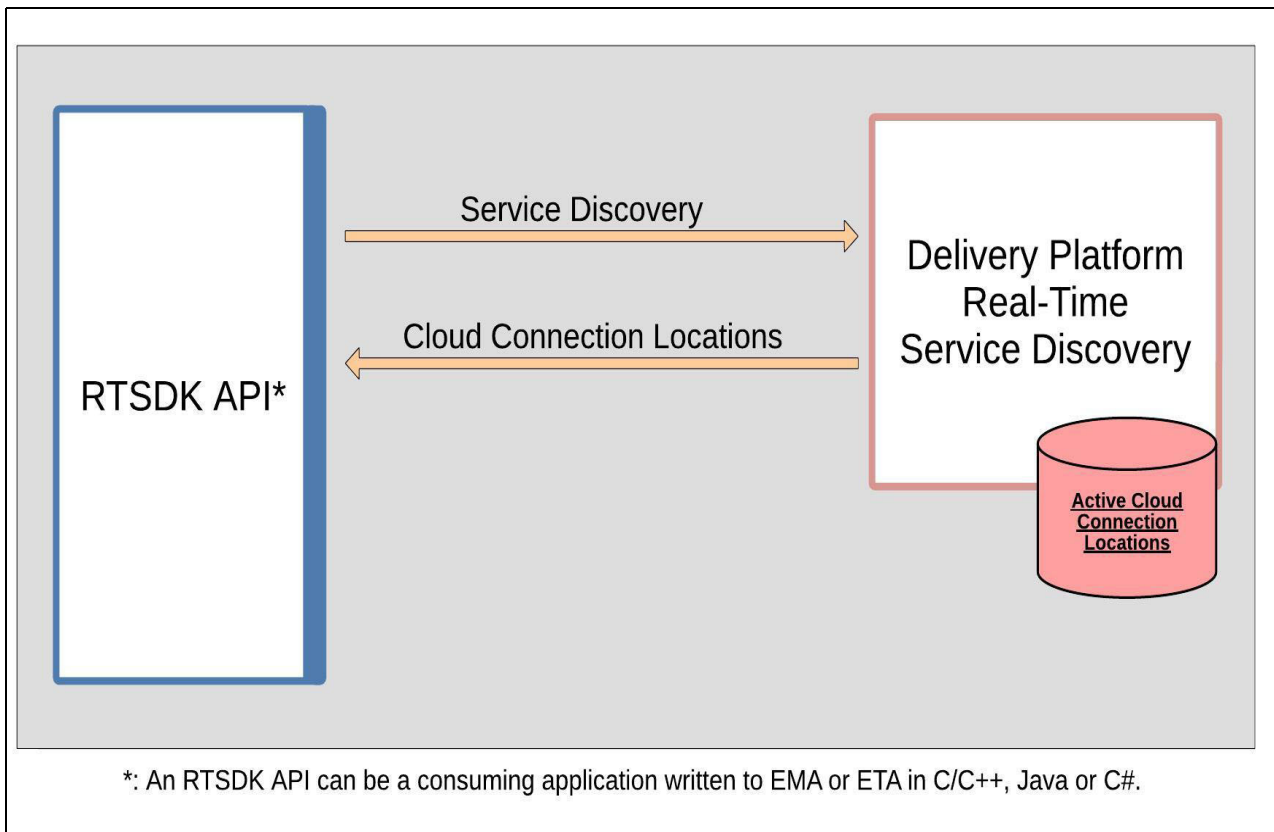 Service Discovery
Cloud Connection Locations
RTSDK API*
Delivery Platform
Real-Time
Service Discovery
Active Cloud
Connection
Locations
*: An RTSDK API can be a consuming application written to EMA or ETA in C/C++, Java or C#.